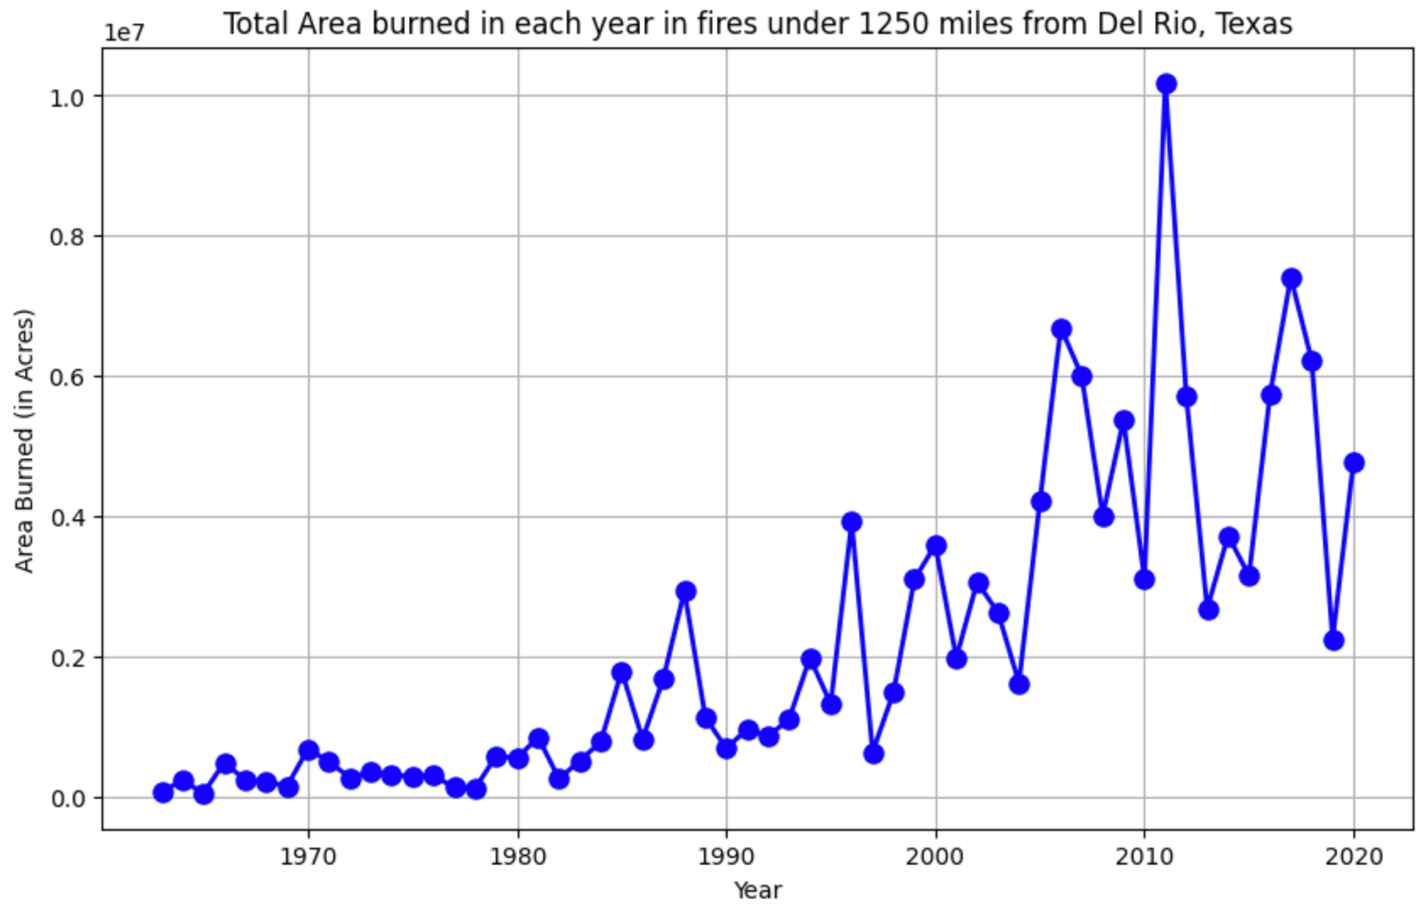 Total Area burned in each year in fires under 1250 miles from Del Rio, Texas
1e7
1.0
0.8
0.6
0.4
0.2
0.0
Area Burned (in Acres)
1970 1980 1990 2000 2010 2020
Year